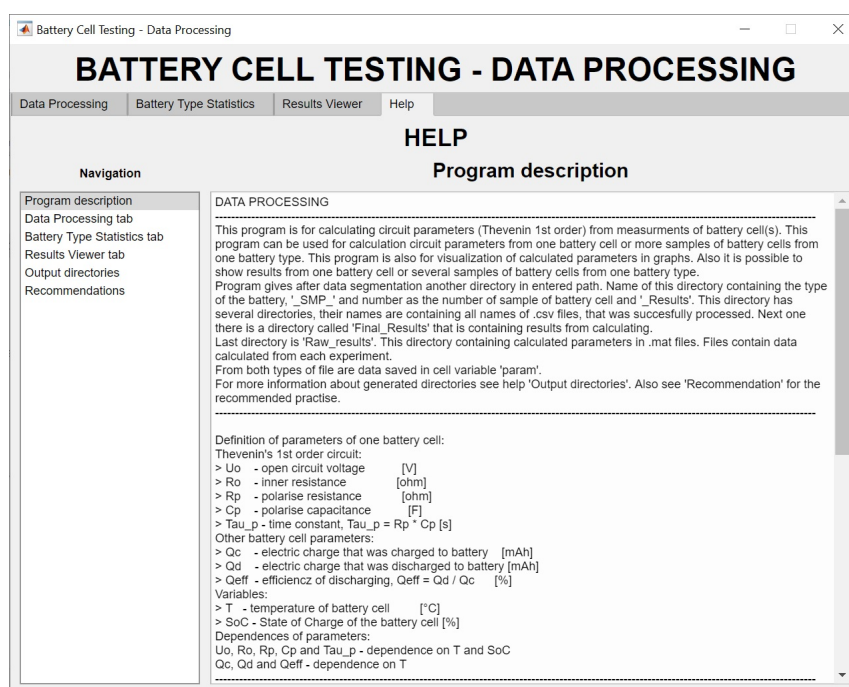 Battery Cell Testing - Data Processing
BATTERY CELL TESTING - DATA PROCESSING
Data Processing
Battery Type Statistics
Results Viewer
Help
HELP
Navigation
Program description
Program description
Data Processing tab
Battery Type Statistics tab
Results Viewer tab
Output directories
Recommendations
DATA PROCESSING
This program is for calculating circuit parameters (Thevenin 1st order) from measurments of battery cell(s). This
program can be used for calculation circuit parameters from one battery cell or more samples of battery cells from
one battery type. This program is also for visualization of calculated parameters in graphs. Also it is possible to
show results from one battery cell or several samples of battery cells from one battery type.
Program gives after data segmentation another directory in entered path. Name of this directory containing the type
of the battery, '_SMP_' and number as the number of sample of battery cell and '_Results'. This directory has
several directories, their names are containing all names of .csv files, that was succesfully processed. Next one
there is a directory called 'Final_Results' that is containing results from calculating.
Last directory is 'Raw_results'. This directory containing calculated parameters in .mat files. Files contain data
calculated from each experiment.
From both types of file are data saved in cell variable 'param'.
For more information about generated directories see help 'Output directories'. Also see 'Recommendation' for the
recommended practise.
Definition of parameters of one battery cell:
Thevenin's 1st order circuit:
> Uo - open circuit voltage [V]
> Ro - inner resistance [ohm]
> Rp - polarise resistance [ohm]
> Cp - polarise capacitance [F]
> Tau_p - time constant, Tau_p = Rp * Cp [s]
Other battery cell parameters:
> Qc - electric charge that was charged to battery [mAh]
> Qd - electric charge that was discharged to battery [mAh]
> Qeff - efficiencz of discharging, Qeff = Qd / Qc [%]
Variables:
> T - temperature of battery cell [°C]
> SoC - State of Charge of the battery cell [%]
Dependences of parameters:
Uo, Ro, Rp, Cp and Tau_p - dependence on T and SoC
Qc, Qd and Qeff - dependence on T